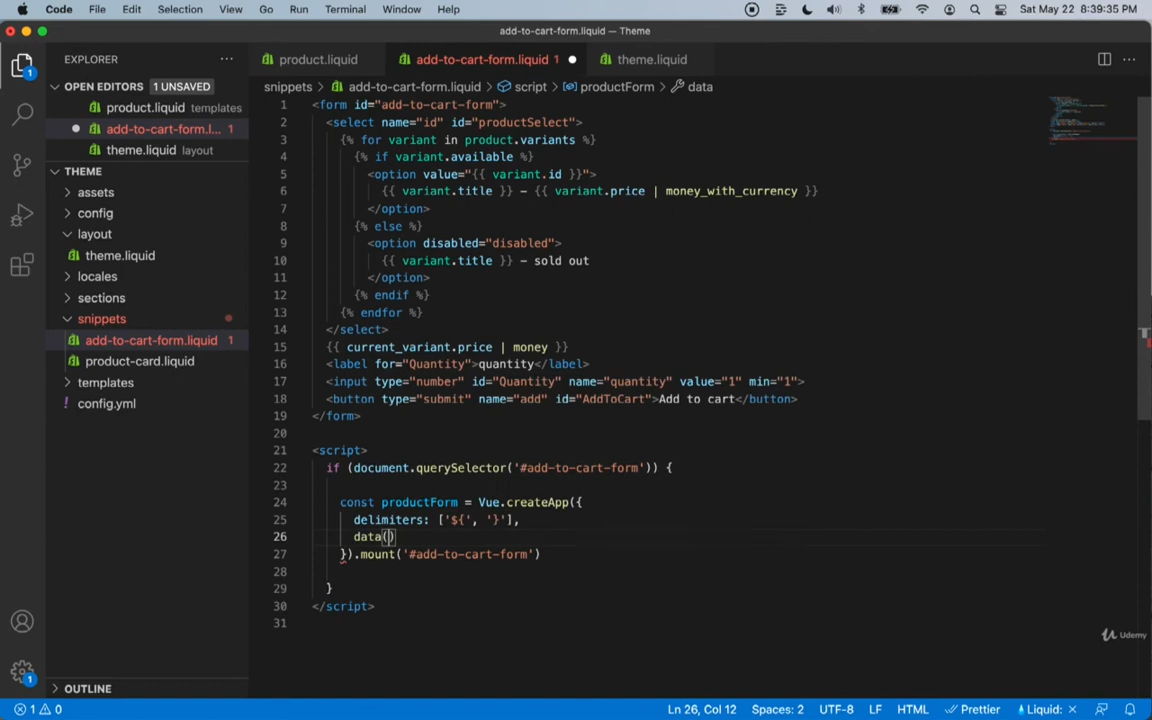 Code File Edit Selection View Go Run Terminal Window Help Sat May 22 8:39:35 PM
add-to-cart-form.liquid — Theme
EXPLORER
product.liquid add-to-cart-form.liquid 1 theme.liquid
OPEN EDITORS 1 UNSAVED
snippets > add-to-cart-form.liquid > script > productForm > data
product.liquid templates
add-to-cart-form.l... 1
theme.liquid layout
THEME
assets
config
layout
theme.liquid
locales
sections
snippets
add-to-cart-form.liquid 1
product-card.liquid
templates
config.yml
OUTLINE
1 <form id="add-to-cart-form">
2 <select name="id" id="productSelect">
3 {% for variant in product.variants %}
4 {% if variant.available %}
5 <option value="{{ variant.id }}">
6 {{ variant.title }} - {{ variant.price | money_with_currency }}
7 </option>
8 {% else %}
9 <option disabled="disabled">
10 {{ variant.title }} - sold out
11 </option>
12 {% endif %}
13 {% endfor %}
14 </select>
15 {{ current_variant.price | money }}
16 <label for="Quantity">quantity</label>
17 <input type="number" id="Quantity" name="quantity" value="1" min="1">
18 <button type="submit" name="add" id="AddToCart">Add to cart</button>
19 </form>
20
21 <script>
22 if (document.querySelector('#add-to-cart-form')) {
23
24 const productForm = Vue.createApp({
25 delimiters: ['${', '}'],
26 data()
27 }).mount('#add-to-cart-form')
28
29 }
30 </script>
31
Udemy
1
1
1 0 Ln 26, Col 12 Spaces: 2 UTF-8 LF HTML Prettier Liquid: ×